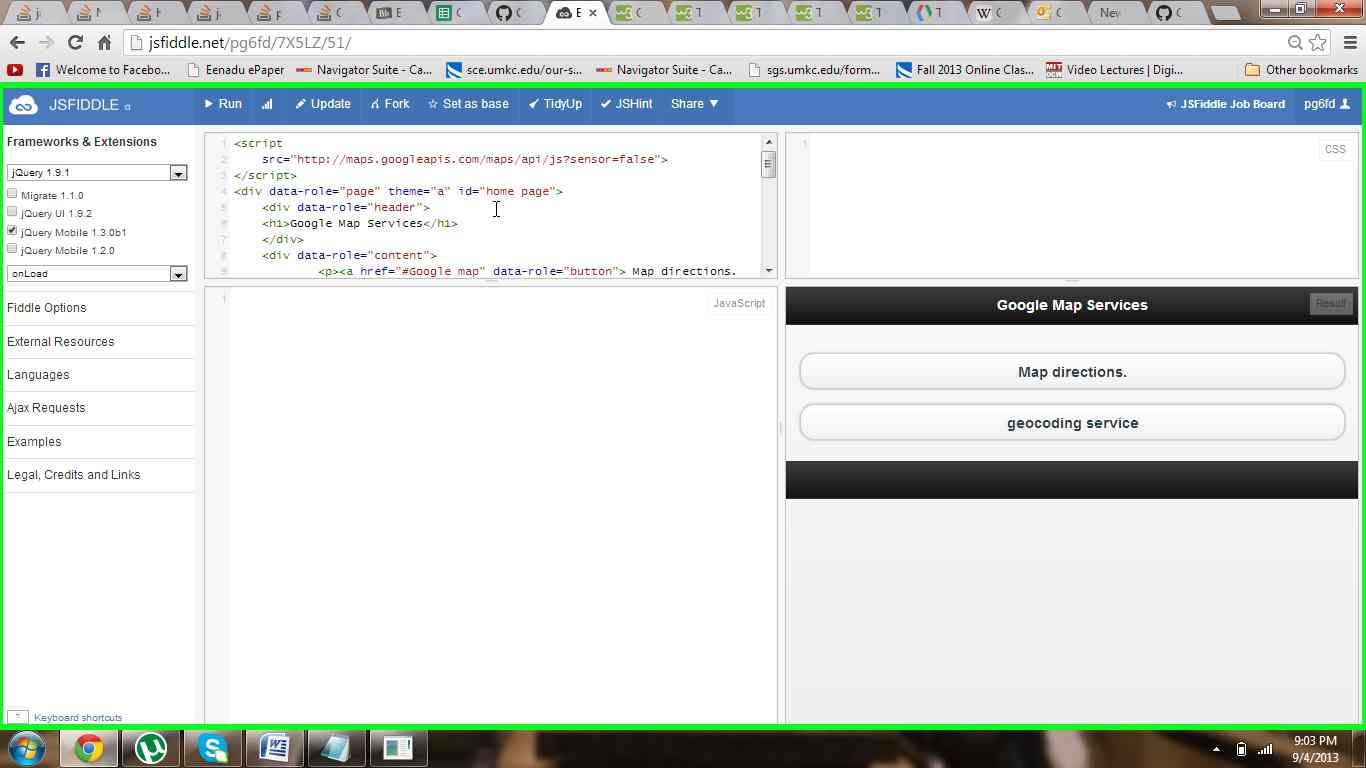 jsfiddle.net/pg6fd/7X5LZ/51/
Welcome to Facebo... Eenadu ePaper Navigator Suite - Ca... sce.umkc.edu/our-s... Navigator Suite - Ca... sgs.umkc.edu/form... Fall 2013 Online Clas... Video Lectures | Digi... Other bookmarks
JSFIDDLE α Run Update Fork Set as base TidyUp JSHint Share JSFiddle Job Board pg6fd
Frameworks & Extensions
jQuery 1.9.1
Migrate 1.1.0
jQuery UI 1.9.2
jQuery Mobile 1.3.0b1
jQuery Mobile 1.2.0
onLoad
Fiddle Options
External Resources
Languages
Ajax Requests
Examples
Legal, Credits and Links
? Keyboard shortcuts
1 <script
2 src="http://maps.googleapis.com/maps/api/js?sensor=false">
3 </script>
4 <div data-role="page" theme="a" id="home page">
5 <div data-role="header">
6 <h1>Google Map Services</h1>
7 </div>
8 <div data-role="content">
9 <p><a href="#Google map" data-role="button"> Map directions.
1 CSS
1 JavaScript
Google Map Services Result
Map directions.
geocoding service
9:03 PM
9/4/2013